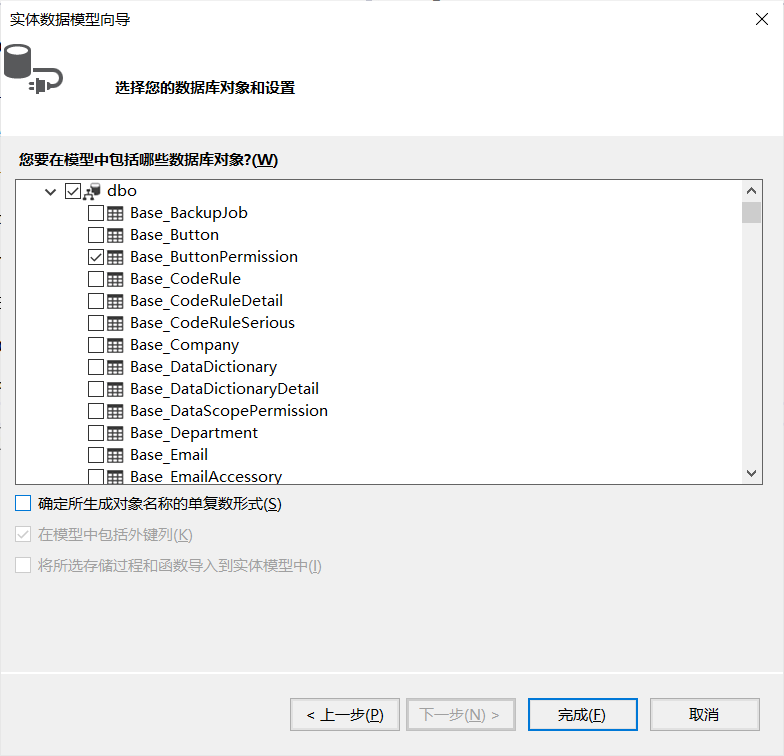 实体数据模型向导
选择您的数据库对象和设置
您要在模型中包括哪些数据库对象?(W)
dbo
Base_BackupJob
Base_Button
Base_ButtonPermission
Base_CodeRule
Base_CodeRuleDetail
Base_CodeRuleSerious
Base_Company
Base_DataDictionary
Base_DataDictionaryDetail
Base_DataScopePermission
Base_Department
Base_Email
Base_EmailAccessory
确定所生成对象名称的单复数形式(S)
在模型中包括外键列(K)
将所选存储过程和函数导入到实体模型中(I)
< 上一步(P) 下一步(N) > 完成(F) 取消